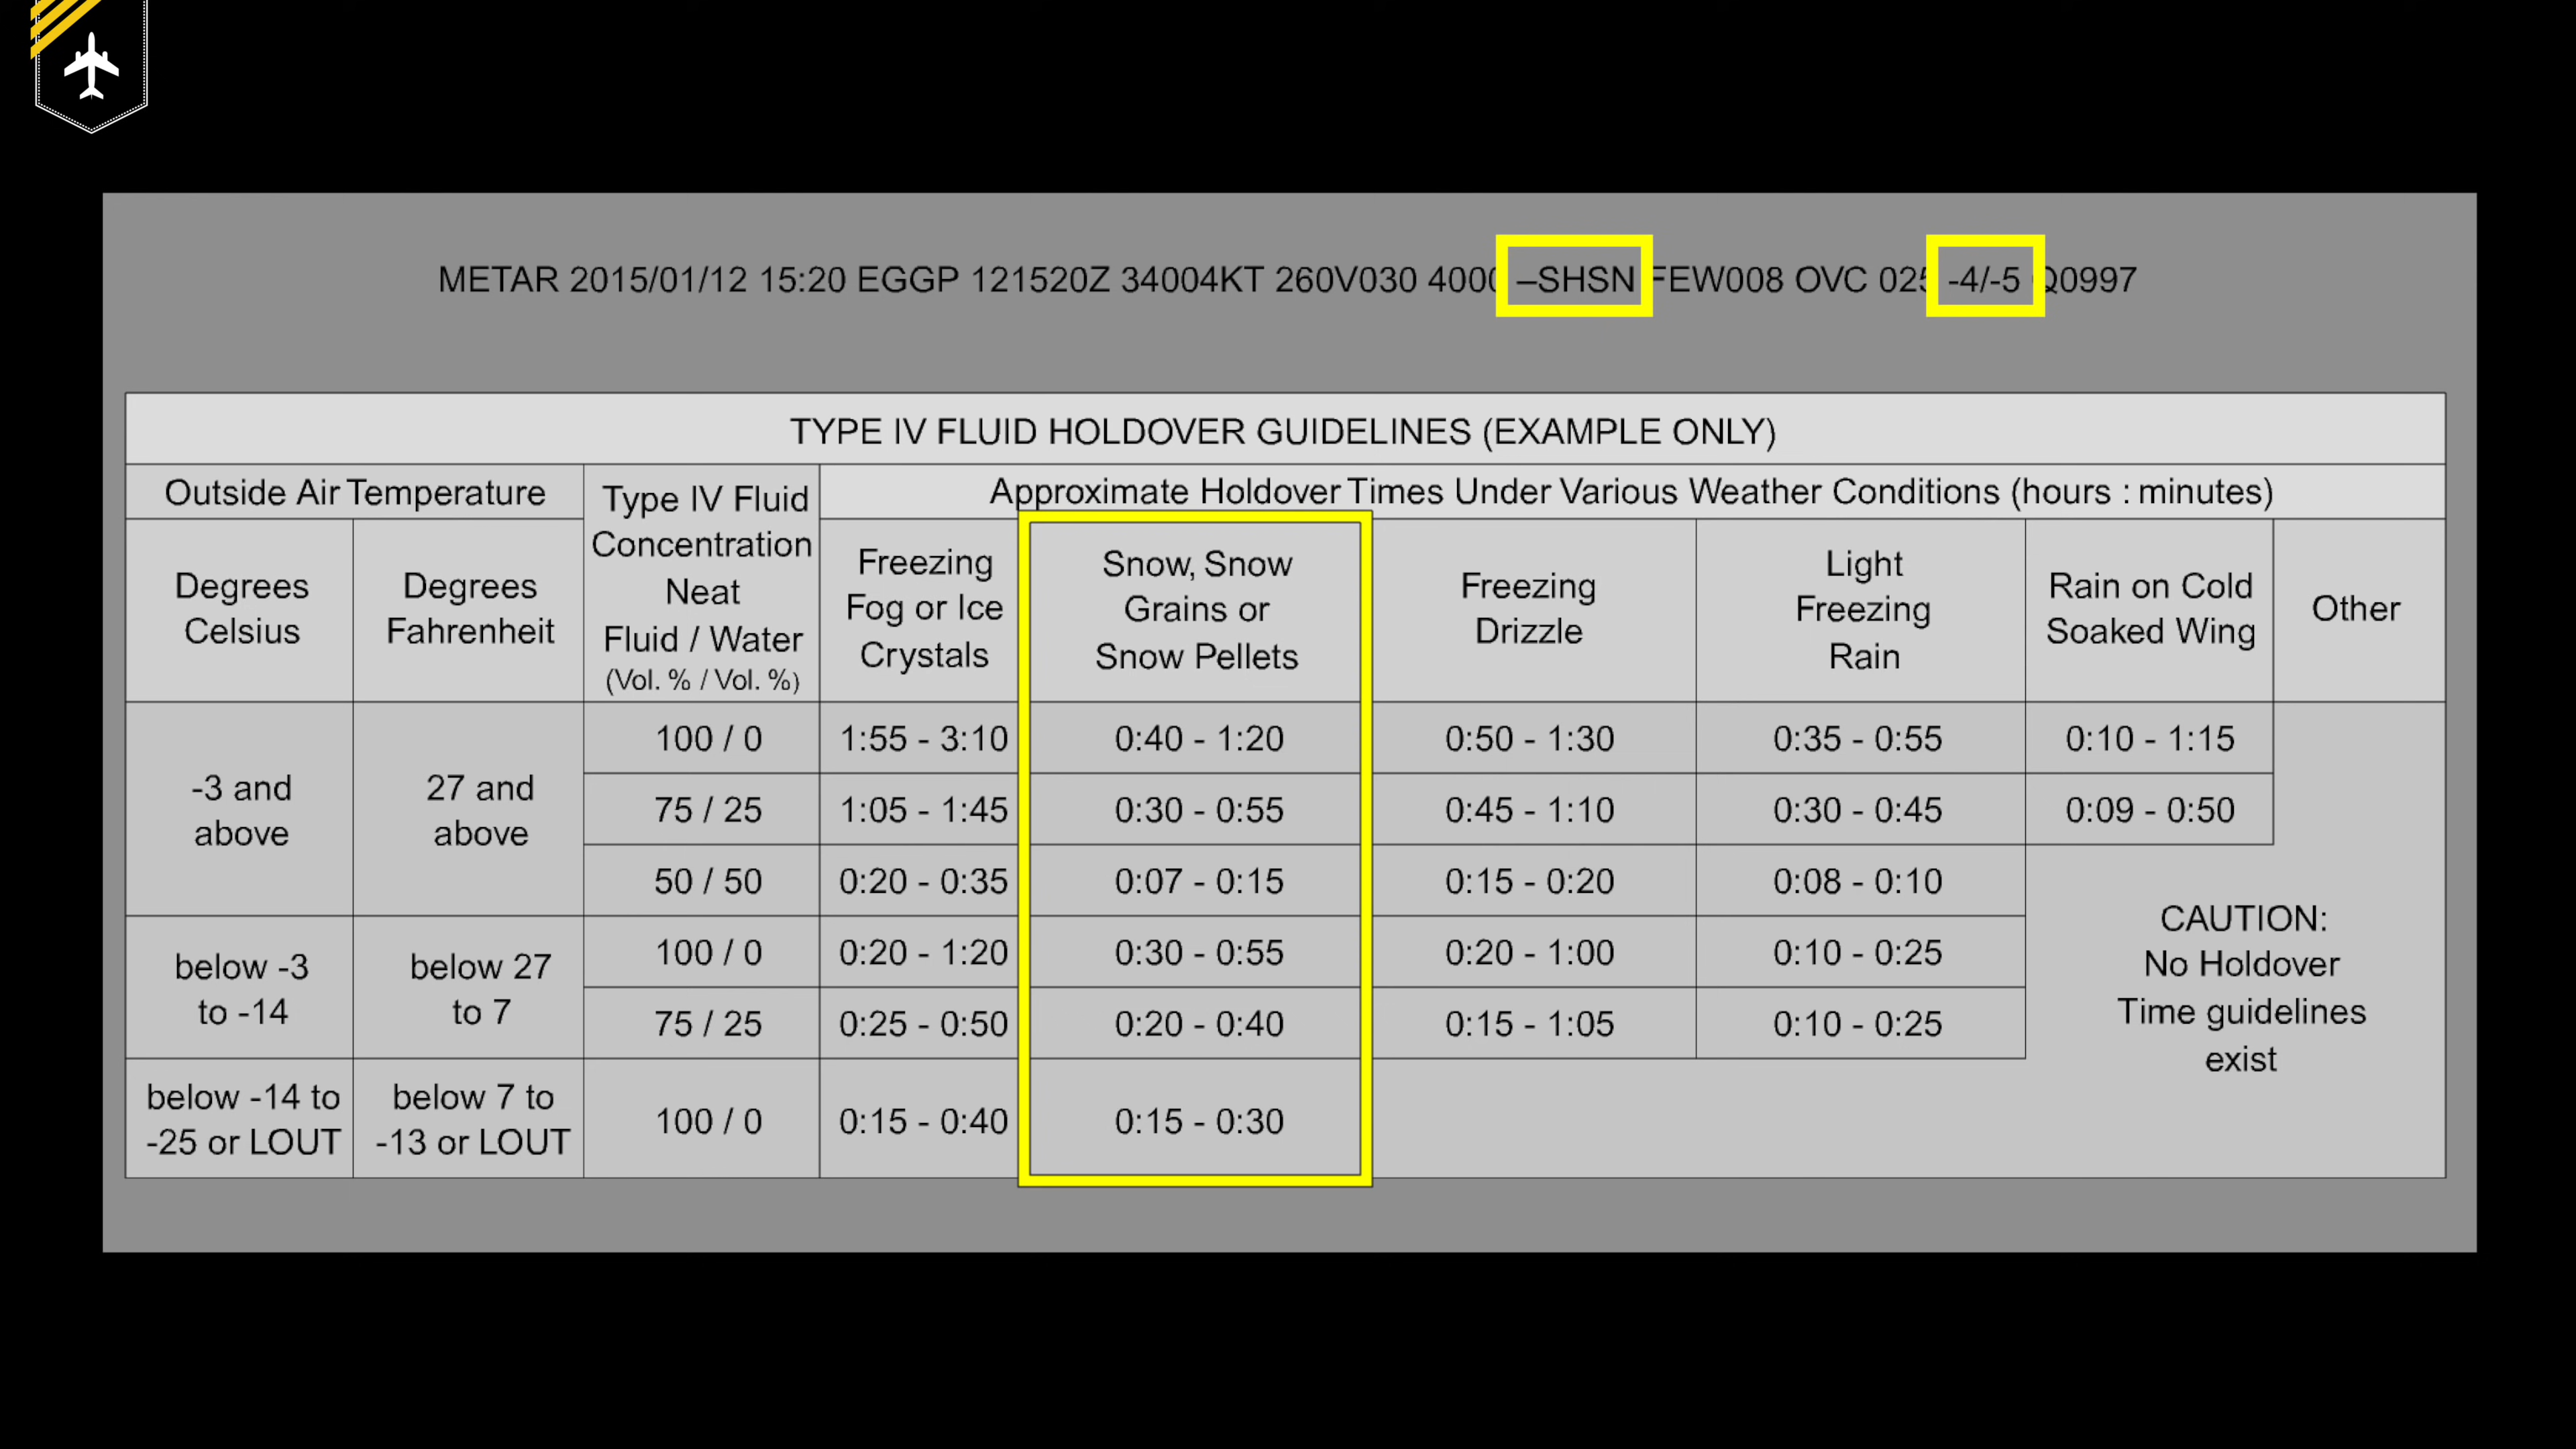 METAR 2015/01/12 15:20 EGGP 121520Z 34004KT 260V030 4000 –SHSN FEW008 OVC 025 -4/-5 Q0997
TYPE IV FLUID HOLDOVER GUIDELINES (EXAMPLE ONLY)
Outside Air Temperature
Type IV Fluid
Concentration
Neat
Fluid / Water
(Vol. % / Vol. %)
Approximate Holdover Times Under Various Weather Conditions (hours : minutes)
Degrees
Celsius
Degrees
Fahrenheit
Freezing
Fog or Ice
Crystals
Snow, Snow
Grains or
Snow Pellets
Freezing
Drizzle
Light
Freezing
Rain
Rain on Cold
Soaked Wing
Other
-3 and
above
27 and
above
100 / 0 1:55 - 3:10 0:40 - 1:20 0:50 - 1:30 0:35 - 0:55 0:10 - 1:15
75 / 25 1:05 - 1:45 0:30 - 0:55 0:45 - 1:10 0:30 - 0:45 0:09 - 0:50
50 / 50 0:20 - 0:35 0:07 - 0:15 0:15 - 0:20 0:08 - 0:10
below -3
to -14
below 27
to 7
100 / 0 0:20 - 1:20 0:30 - 0:55 0:20 - 1:00 0:10 - 0:25
75 / 25 0:25 - 0:50 0:20 - 0:40 0:15 - 1:05 0:10 - 0:25
below -14 to
-25 or LOUT
below 7 to
-13 or LOUT
100 / 0 0:15 - 0:40 0:15 - 0:30
CAUTION:
No Holdover
Time guidelines
exist